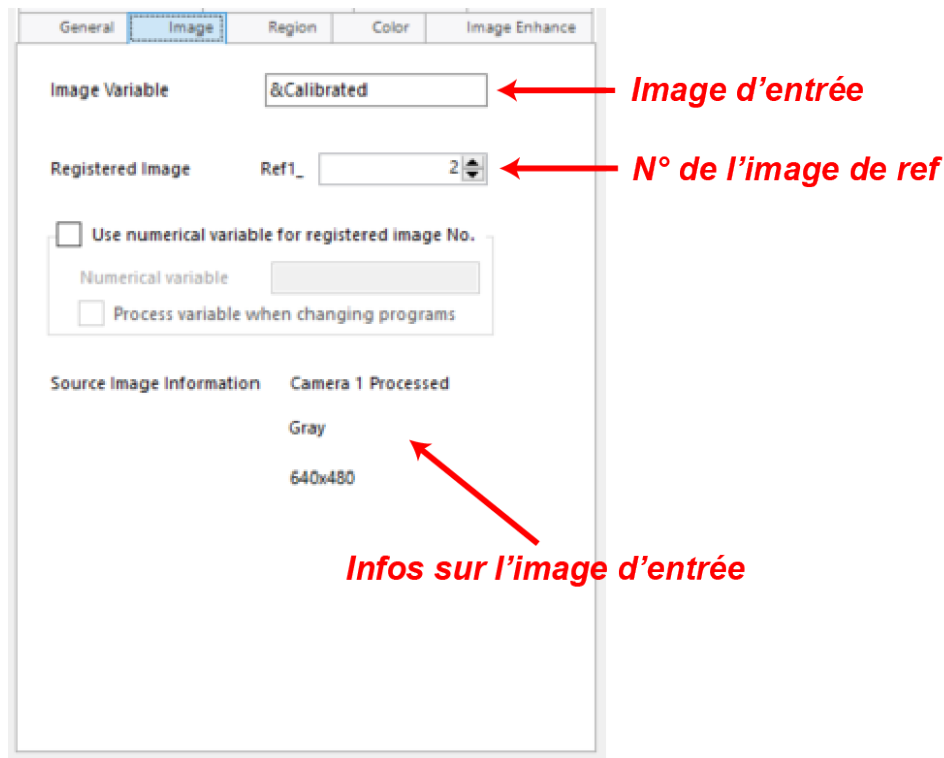 General Image Region Color Image Enhance
Image Variable &Calibrated Image d’entrée
Registered Image Ref1_ 2 N° de l’image de ref
Use numerical variable for registered image No.
Numerical variable
Process variable when changing programs
Source Image Information Camera 1 Processed
Gray
640x480
Infos sur l’image d’entrée